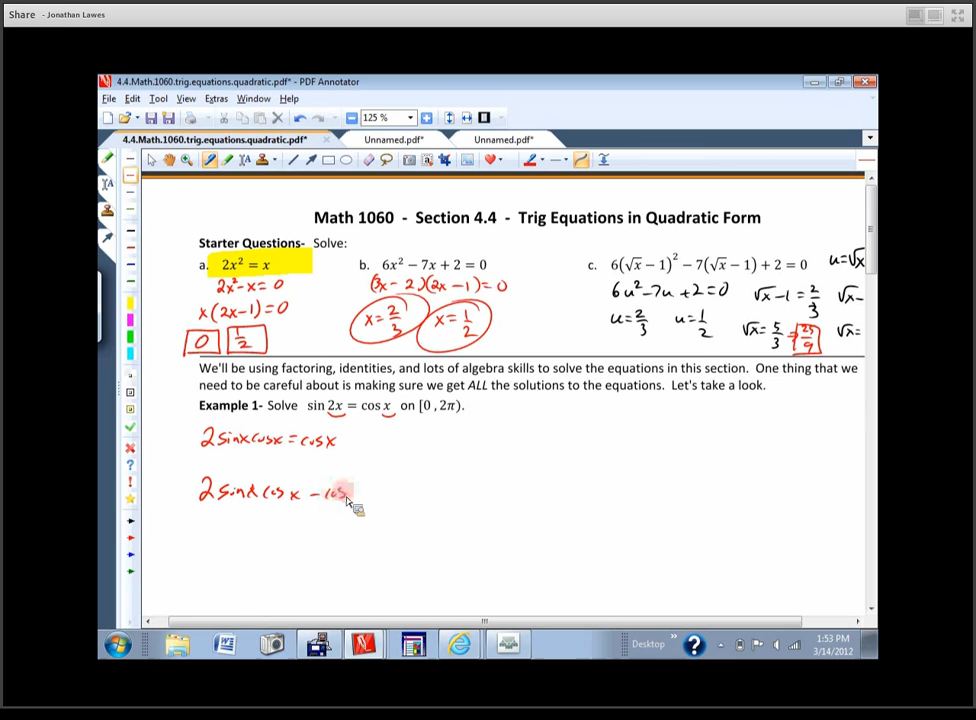 Share - Jonathan Lawes
4.4.Math.1060.trig.equations.quadratic.pdf* - PDF Annotator
File Edit Tool View Extras Window Help
125 %
4.4.Math.1060.trig.equations.quadratic.pdf* Unnamed.pdf* Unnamed.pdf*
Math 1060 - Section 4.4 - Trig Equations in Quadratic Form
Starter Questions- Solve:
a. 2x² = x b. 6x² − 7x + 2 = 0 c. 6(√x − 1)² − 7(√x − 1) + 2 = 0 u=√x
2x²-x=0 (3x-2)(2x-1)=0 6u²-7u+2=0 √x-1=2/3 √x-
x(2x-1)=0 x=2/3 x=1/2 u=2/3 u=1/2 √x=5/3 → 25/9 √x=
0 1/2
We'll be using factoring, identities, and lots of algebra skills to solve the equations in this section. One thing that we
need to be careful about is making sure we get ALL the solutions to the equations. Let's take a look.
Example 1- Solve sin 2x = cos x on [0 , 2π).
2sinxcosx=cosx
2sinxcosx-cos
Desktop
1:53 PM
3/14/2012